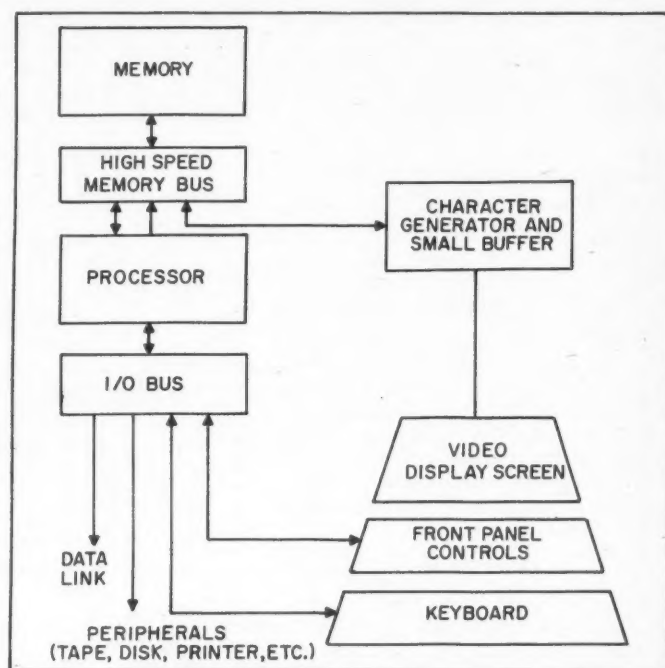 MEMORY
HIGH SPEED
MEMORY BUS
CHARACTER
GENERATOR AND
SMALL BUFFER
PROCESSOR
I/O BUS
VIDEO
DISPLAY SCREEN
FRONT PANEL
CONTROLS
DATA
LINK
KEYBOARD
PERIPHERALS
(TAPE, DISK, PRINTER, ETC.)